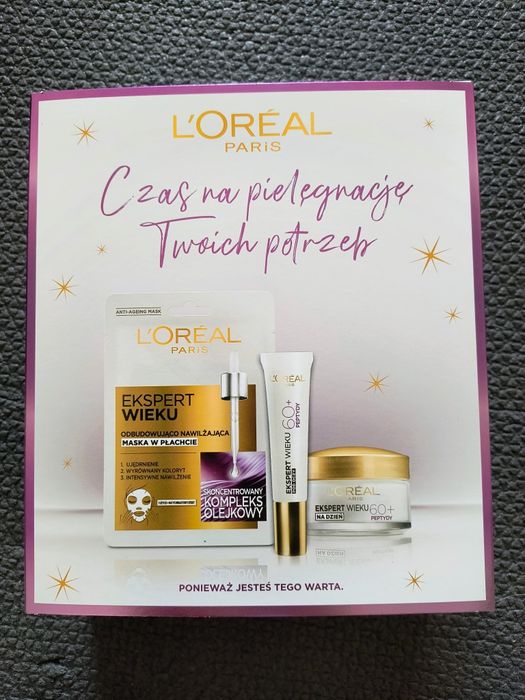 L'ORÉAL
PARIS
Czas na pielęgnację
Twoich potrzeb
ANTI-AGEING MASK
L'ORÉAL
PARIS
EKSPERT
WIEKU
ODBUDOWUJĄCO NAWILŻAJĄCA
MASKA W PŁACHCIE
1. UJĘDRNIENIE
2. WYRÓWNANY KOLORYT
3. INTENSYWNE NAWILŻENIE
SKONCENTROWANY
KOMPLEKS
OLEJKOWY
L'ORÉAL
PARIS
EKSPERT WIEKU 60+
PEPTYDY
L'ORÉAL
PARIS
EKSPERT WIEKU 60+
NA DZIEŃ
PEPTYDY
PONIEWAŻ JESTEŚ TEGO WARTA.